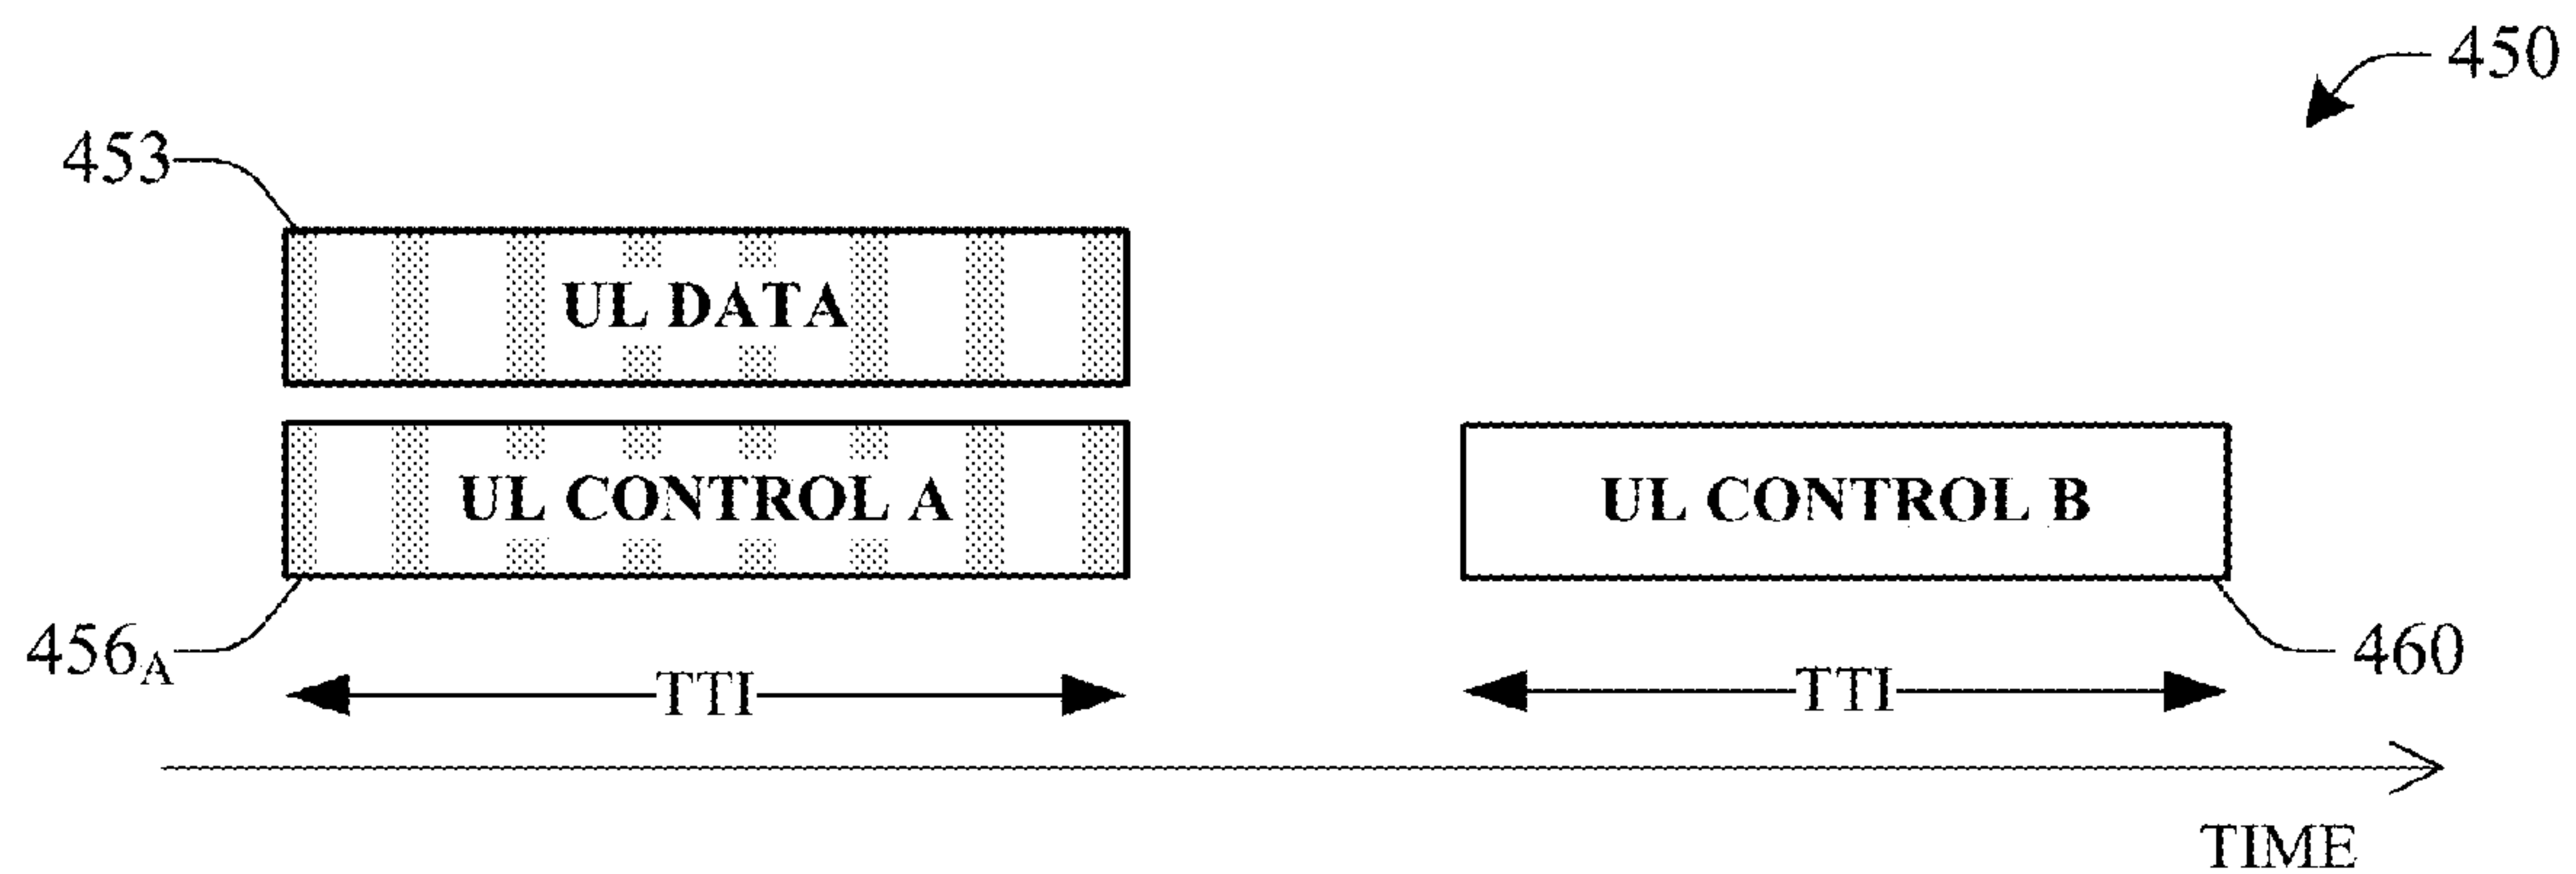 450
453
UL DATA
UL CONTROL A
UL CONTROL B
456A
460
TTI
TTI
TIME